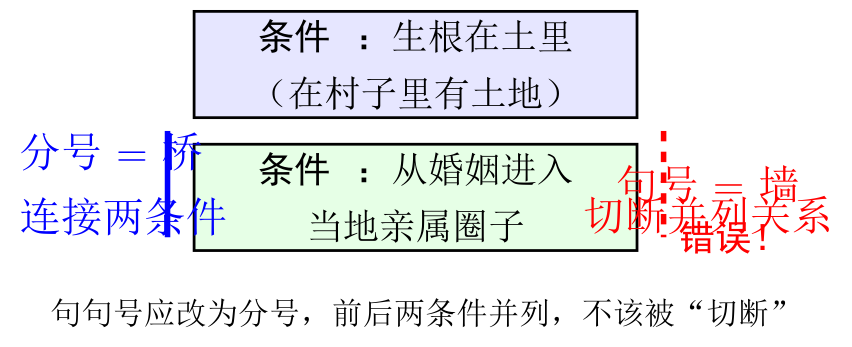 条件 ：生根在土里
（在村子里有土地）
分号 = 桥
连接两条件
条件 ：从婚姻进入
当地亲属圈子
句号 = 墙
切断并列关系
错误！
句句号应改为分号，前后两条件并列，不该被“切断”